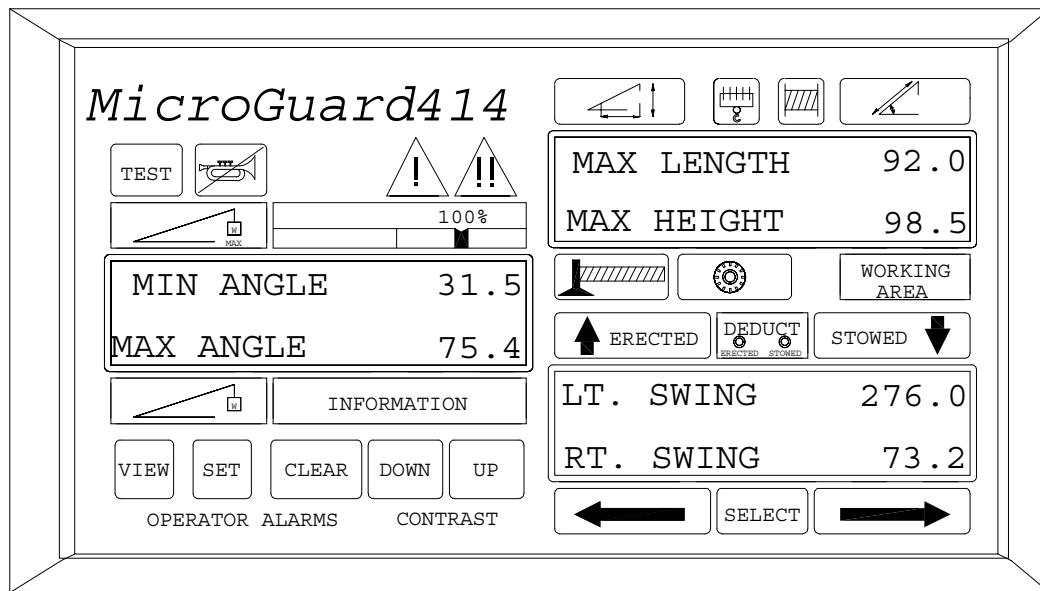 MicroGuard414
TEST
! !!
100%
W
MAX
MIN ANGLE 31.5
MAX ANGLE 75.4
W
INFORMATION
VIEW SET CLEAR DOWN UP
OPERATOR ALARMS CONTRAST
MAX LENGTH 92.0
MAX HEIGHT 98.5
WORKING
AREA
ERECTED
DEDUCT
ERECTED STOWED
STOWED
LT. SWING 276.0
RT. SWING 73.2
SELECT